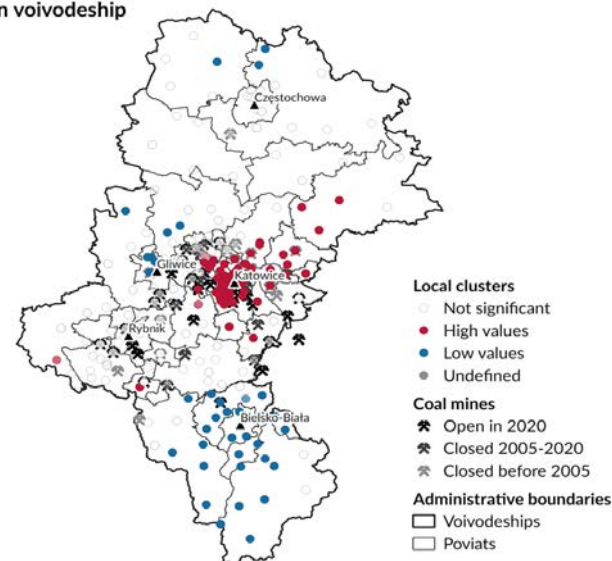 n voivodeship
Częstochowa
Gliwice
Katowice
Rybnik
Bielsko-Biała
Local clusters
Not significant
High values
Low values
Undefined
Coal mines
Open in 2020
Closed 2005-2020
Closed before 2005
Administrative boundaries
Voivodeships
Poviats